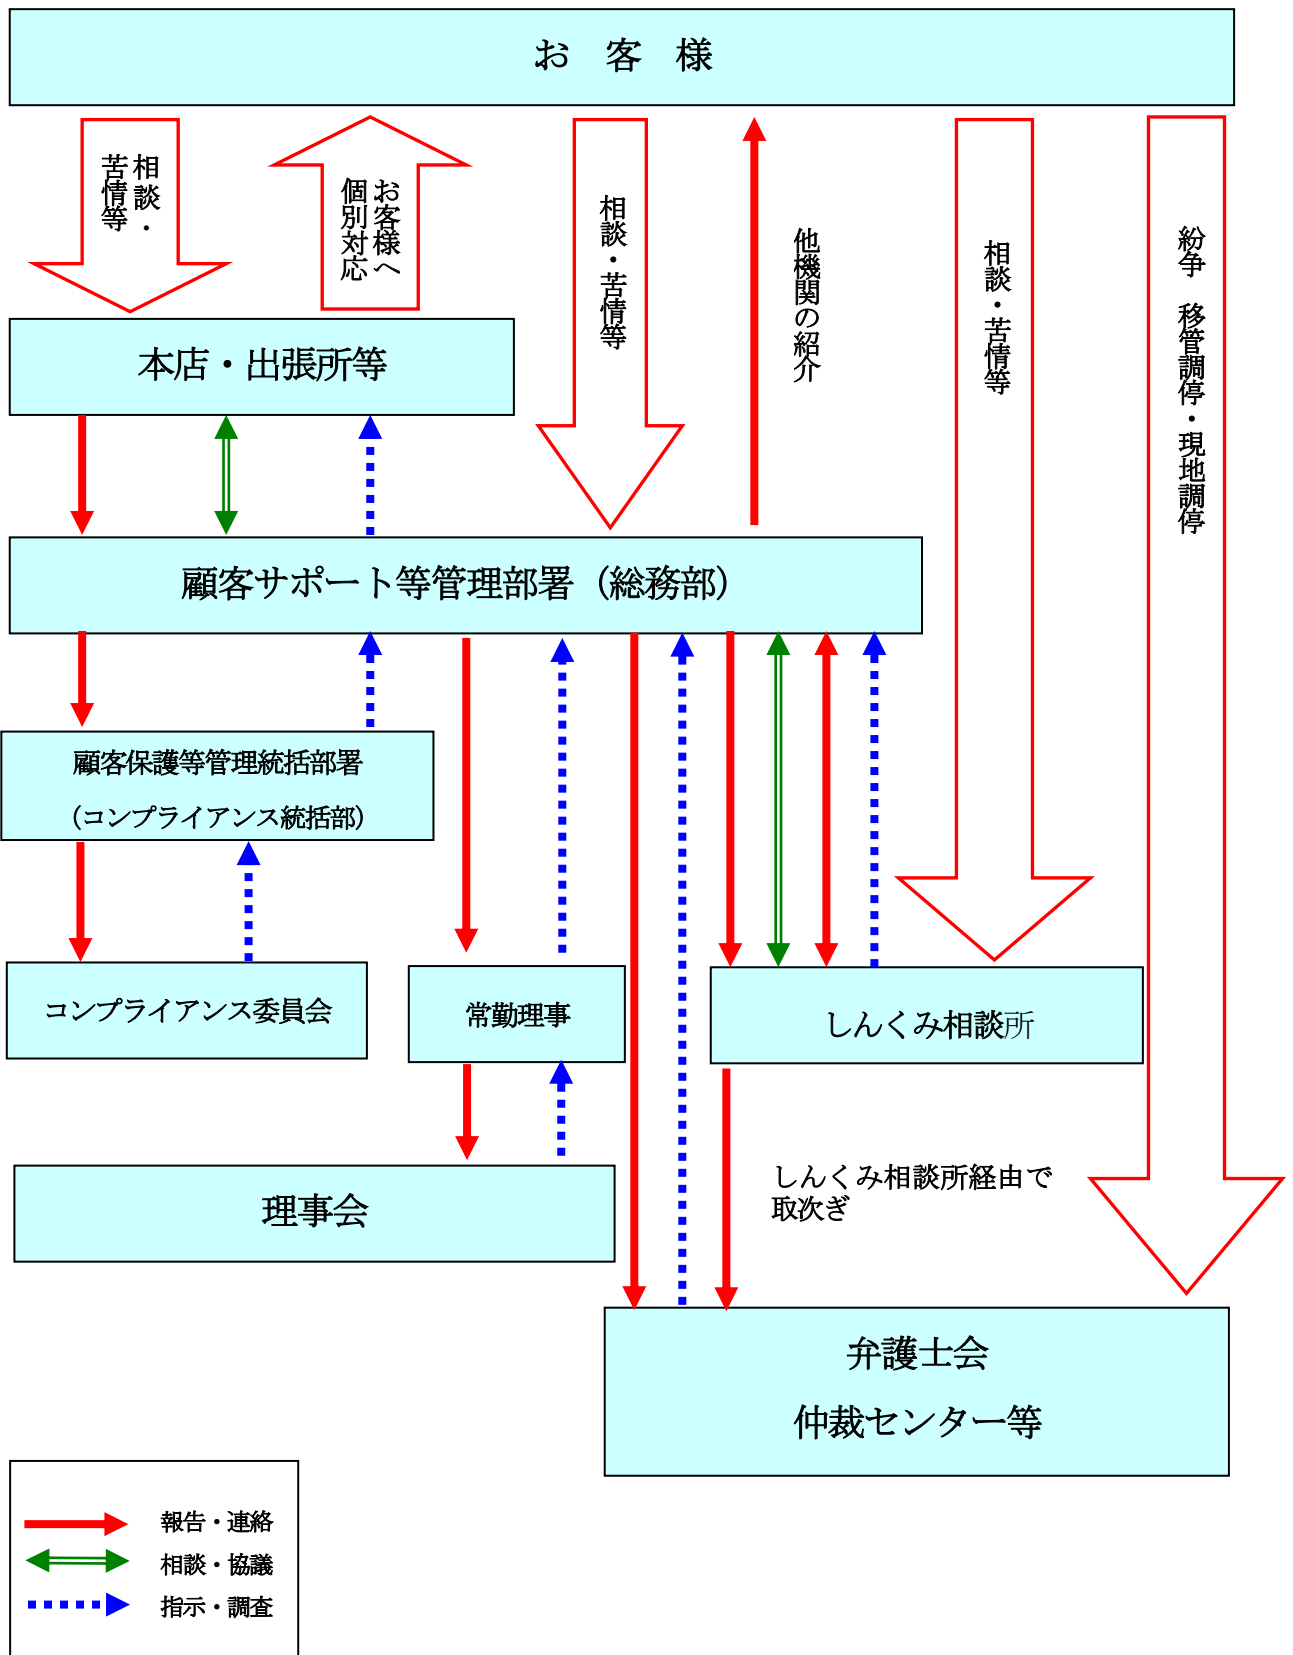 お　客　様
相談・
苦情等
お客様へ
個別対応
相談・苦情等
他機関の紹介
相談・苦情等
紛争　移管調停・現地調停
本店・出張所等
顧客サポート等管理部署（総務部）
顧客保護等管理統括部署
（コンプライアンス統括部）
コンプライアンス委員会
常勤理事
しんくみ相談所
しんくみ相談所経由で
取次ぎ
理事会
弁護士会
仲裁センター等
報告・連絡
相談・協議
指示・調査